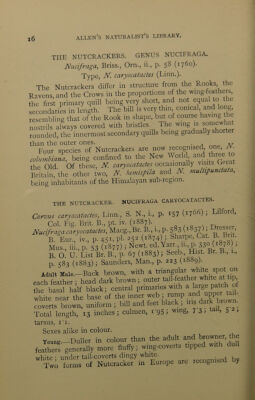 16
ALLEN'S NATURALIST'S LIBRARY.
THE NUTCRACKERS. GENUS NUCIFRAGA.
Nucifraga, Briss., Orn., ii., p. 58 (1760).
Type, N. caryocatactes (Linn.).
The Nutcrackers differ in structure from the Rooks, the
Ravens, and the Crows in the proportions of the wing-feathers,
the first primary quill being very short, and not equal to the
secondaries in length. The bill is very thin, conical, and long,
resembling that of the Rook in shape, but of course having the
nostrils always covered with bristles. The wing is somewhat
rounded, the innermost secondary quills being gradually shorter
than the outer ones.
Four species of Nutcrackers are now recognised, one, N.
columbiana, being confined to the New World, and three to
the Old. Of these, N. caryocatactes occasionally visits Great
Britain, the other two, N. hemispila and N. multipunctata,
being inhabitants of the Himalayan sub-region.
THE NUTCRACKER. NUCIFRAGA CARYOCATACTES.
Corvus caryocatactes, Linn., S. N., i., p. 157 (1766); Lilford,
Col. Fig. Brit. B., pt. iv. (1887).
Nucifraga caryocatactes, Macg., Br. B., i., p. 583 (1837); Dresser,
B. Eur., iv., p. 451, pl. 252 (1874); Sharpe, Cat. B. Brit.
Mus., iii., p. 53 (1877); Newt. ed. Yarr., ii., p. 330 (1878);
B. O. U. List Br. B., p. 67 (1883); Seeb., Hist. Br. B., i.,
p. 583 (1883); Saunders, Man., p. 223 (1889).
Adult Male.—Back brown, with a triangular white spot on
each feather; head dark brown; outer tail-feather white at tip,
the basal half black; central primaries with a large patch of
white near the base of the inner web; rump and upper tail-
coverts brown, uniform; bill and feet black; iris dark brown.
Total length, 13 inches; culmen, 1·95; wing, 7·3; tail, 5·2;
tarsus, 1·1.
Sexes alike in colour.
Young.—Duller in colour than the adult and browner, the
feathers generally more fluffy; wing-coverts tipped with dull
white; under tail-coverts dingy white.
Two forms of Nutcracker in Europe are recognised by